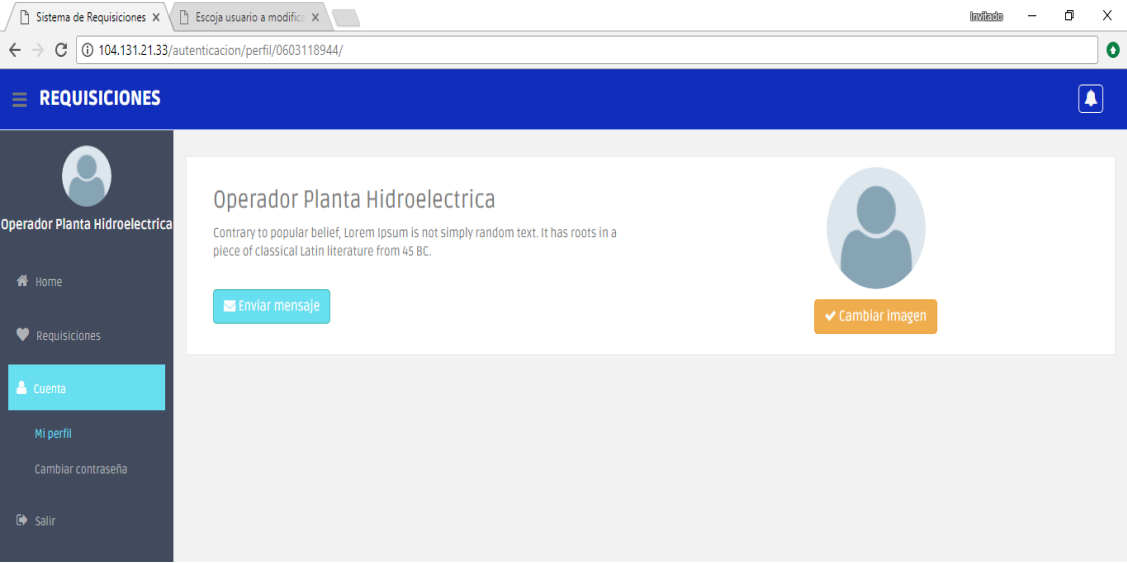 Sistema de Requisiciones
Escoja usuario a modifica
Invitado
104.131.21.33/autenticacion/perfil/0603118944/
REQUISICIONES
Operador Planta Hidroelectrica
Home
Requisiciones
Cuenta
Mi perfil
Cambiar contraseña
Salir
Operador Planta Hidroelectrica
Contrary to popular belief, Lorem Ipsum is not simply random text. It has roots in a
piece of classical Latin literature from 45 BC.
Enviar mensaje
Cambiar imagen